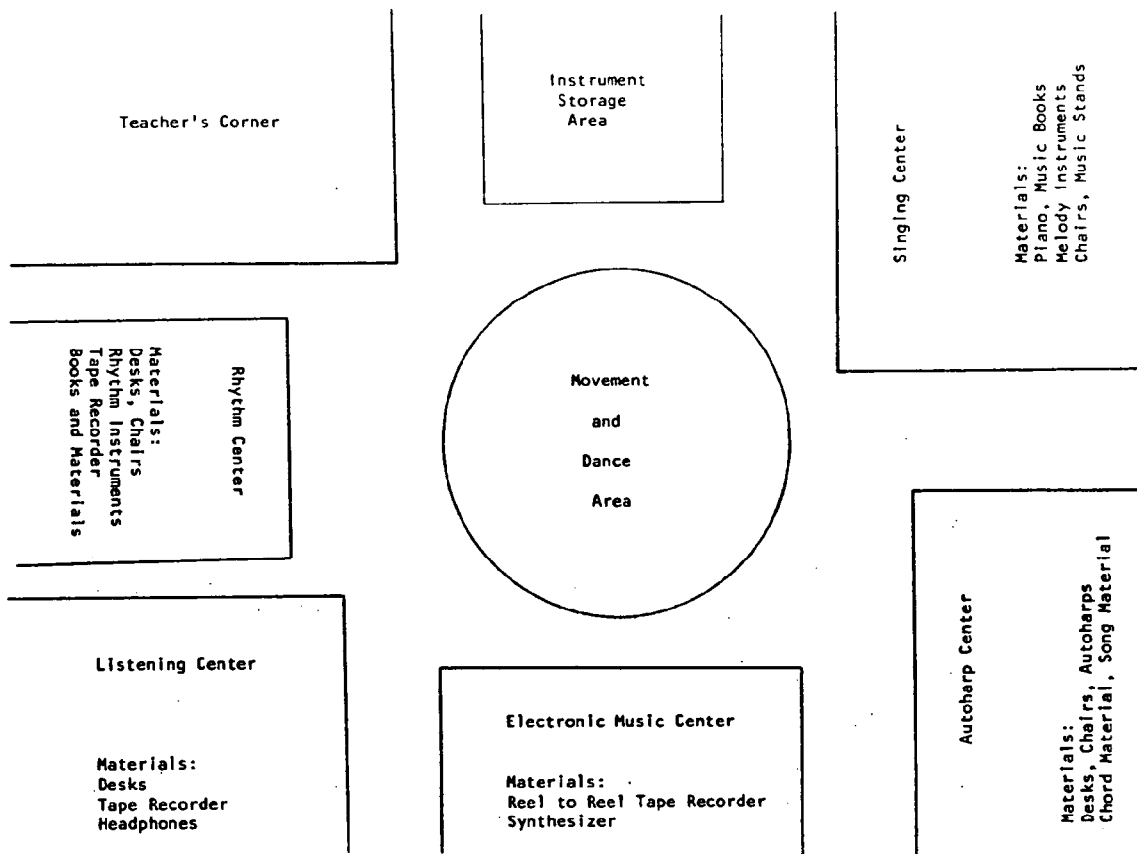 Teacher's Corner
Instrument
Storage
Area
Singing Center
Materials:
Piano, Music Books
Melody Instruments
Chairs, Music Stands
Rhythm Center
Materials:
Desks, Chairs
Rhythm Instruments
Tape Recorder
Books and Materials
Movement
and
Dance
Area
Listening Center
Materials:
Desks
Tape Recorder
Headphones
Electronic Music Center
Materials:
Reel to Reel Tape Recorder
Synthesizer
Autoharp Center
Materials:
Desks, Chairs, Autoharps
Chord Material, Song Material